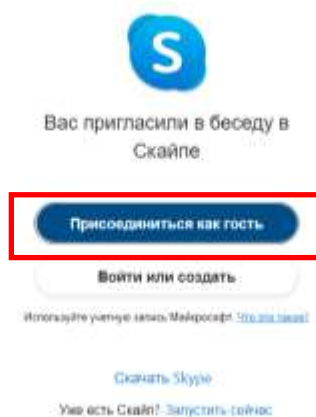 S
Вас пригласили в беседу в
Скайпе
Присоединиться как гость
Войти или создать
Используйте учетную запись Майкрософт. Что это такое?
Скачать Skype
Уже есть Скайп? Запустить сейчас